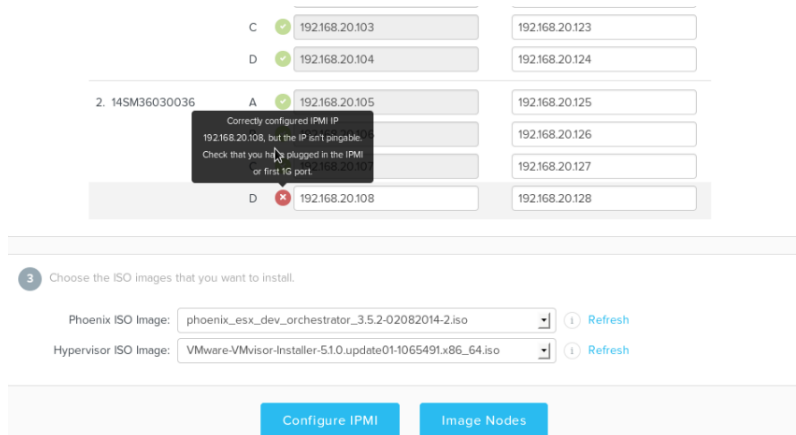 C 192.168.20.103 192.168.20.123
D 192.168.20.104 192.168.20.124
2. 14SM36030036 A 192.168.20.105 192.168.20.125
Correctly configured IPMI IP
192.168.20.108, but the IP isn't pingable.
Check that you have plugged in the IPMI
or first 1G port.
192.168.20.126
C 192.168.20.107 192.168.20.127
D 192.168.20.108 192.168.20.128
3 Choose the ISO images that you want to install.
Phoenix ISO Image: phoenix_esx_dev_orchestrator_3.5.2-02082014-2.iso i Refresh
Hypervisor ISO Image: VMware-VMvisor-Installer-5.1.0.update01-1065491.x86_64.iso i Refresh
Configure IPMI Image Nodes